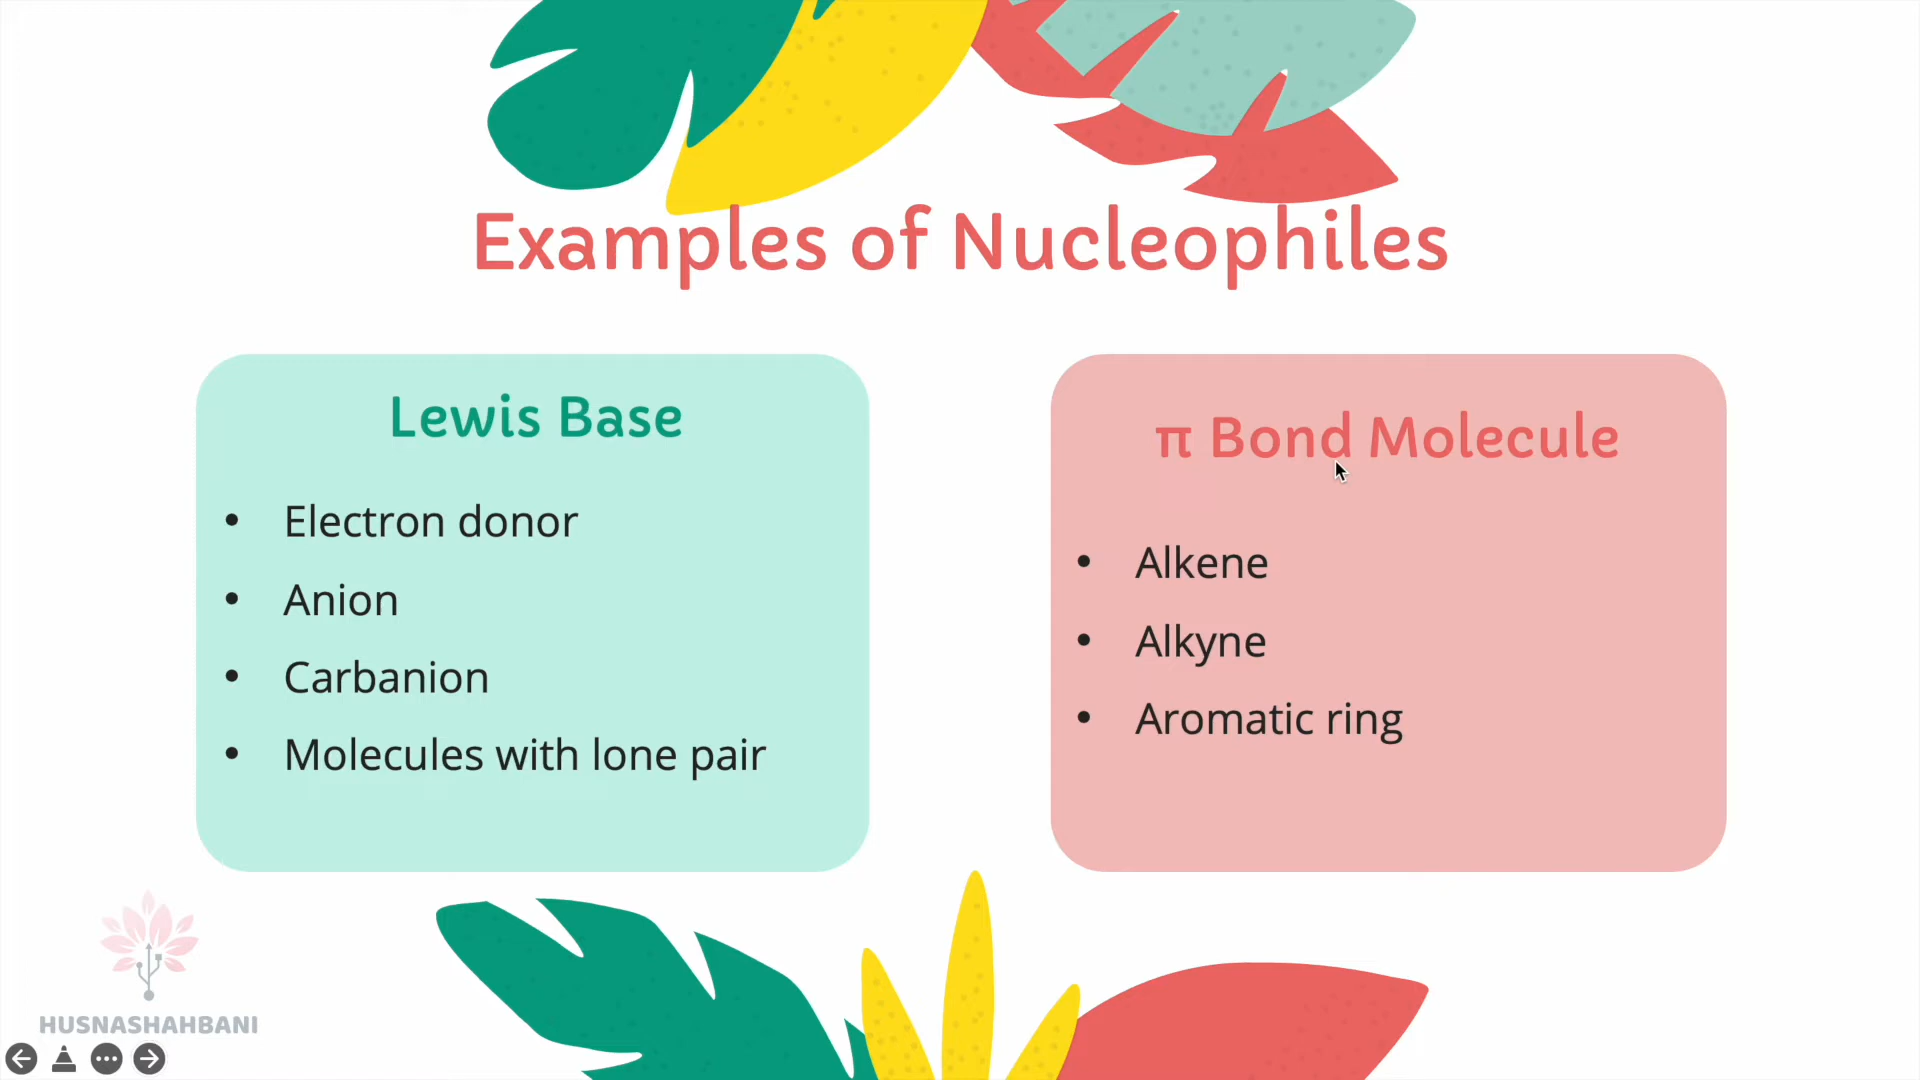 Examples of Nucleophiles
Lewis Base
• Electron donor
• Anion
• Carbanion
• Molecules with lone pair
π Bond Molecule
• Alkene
• Alkyne
• Aromatic ring
HUSNASHAHBANI